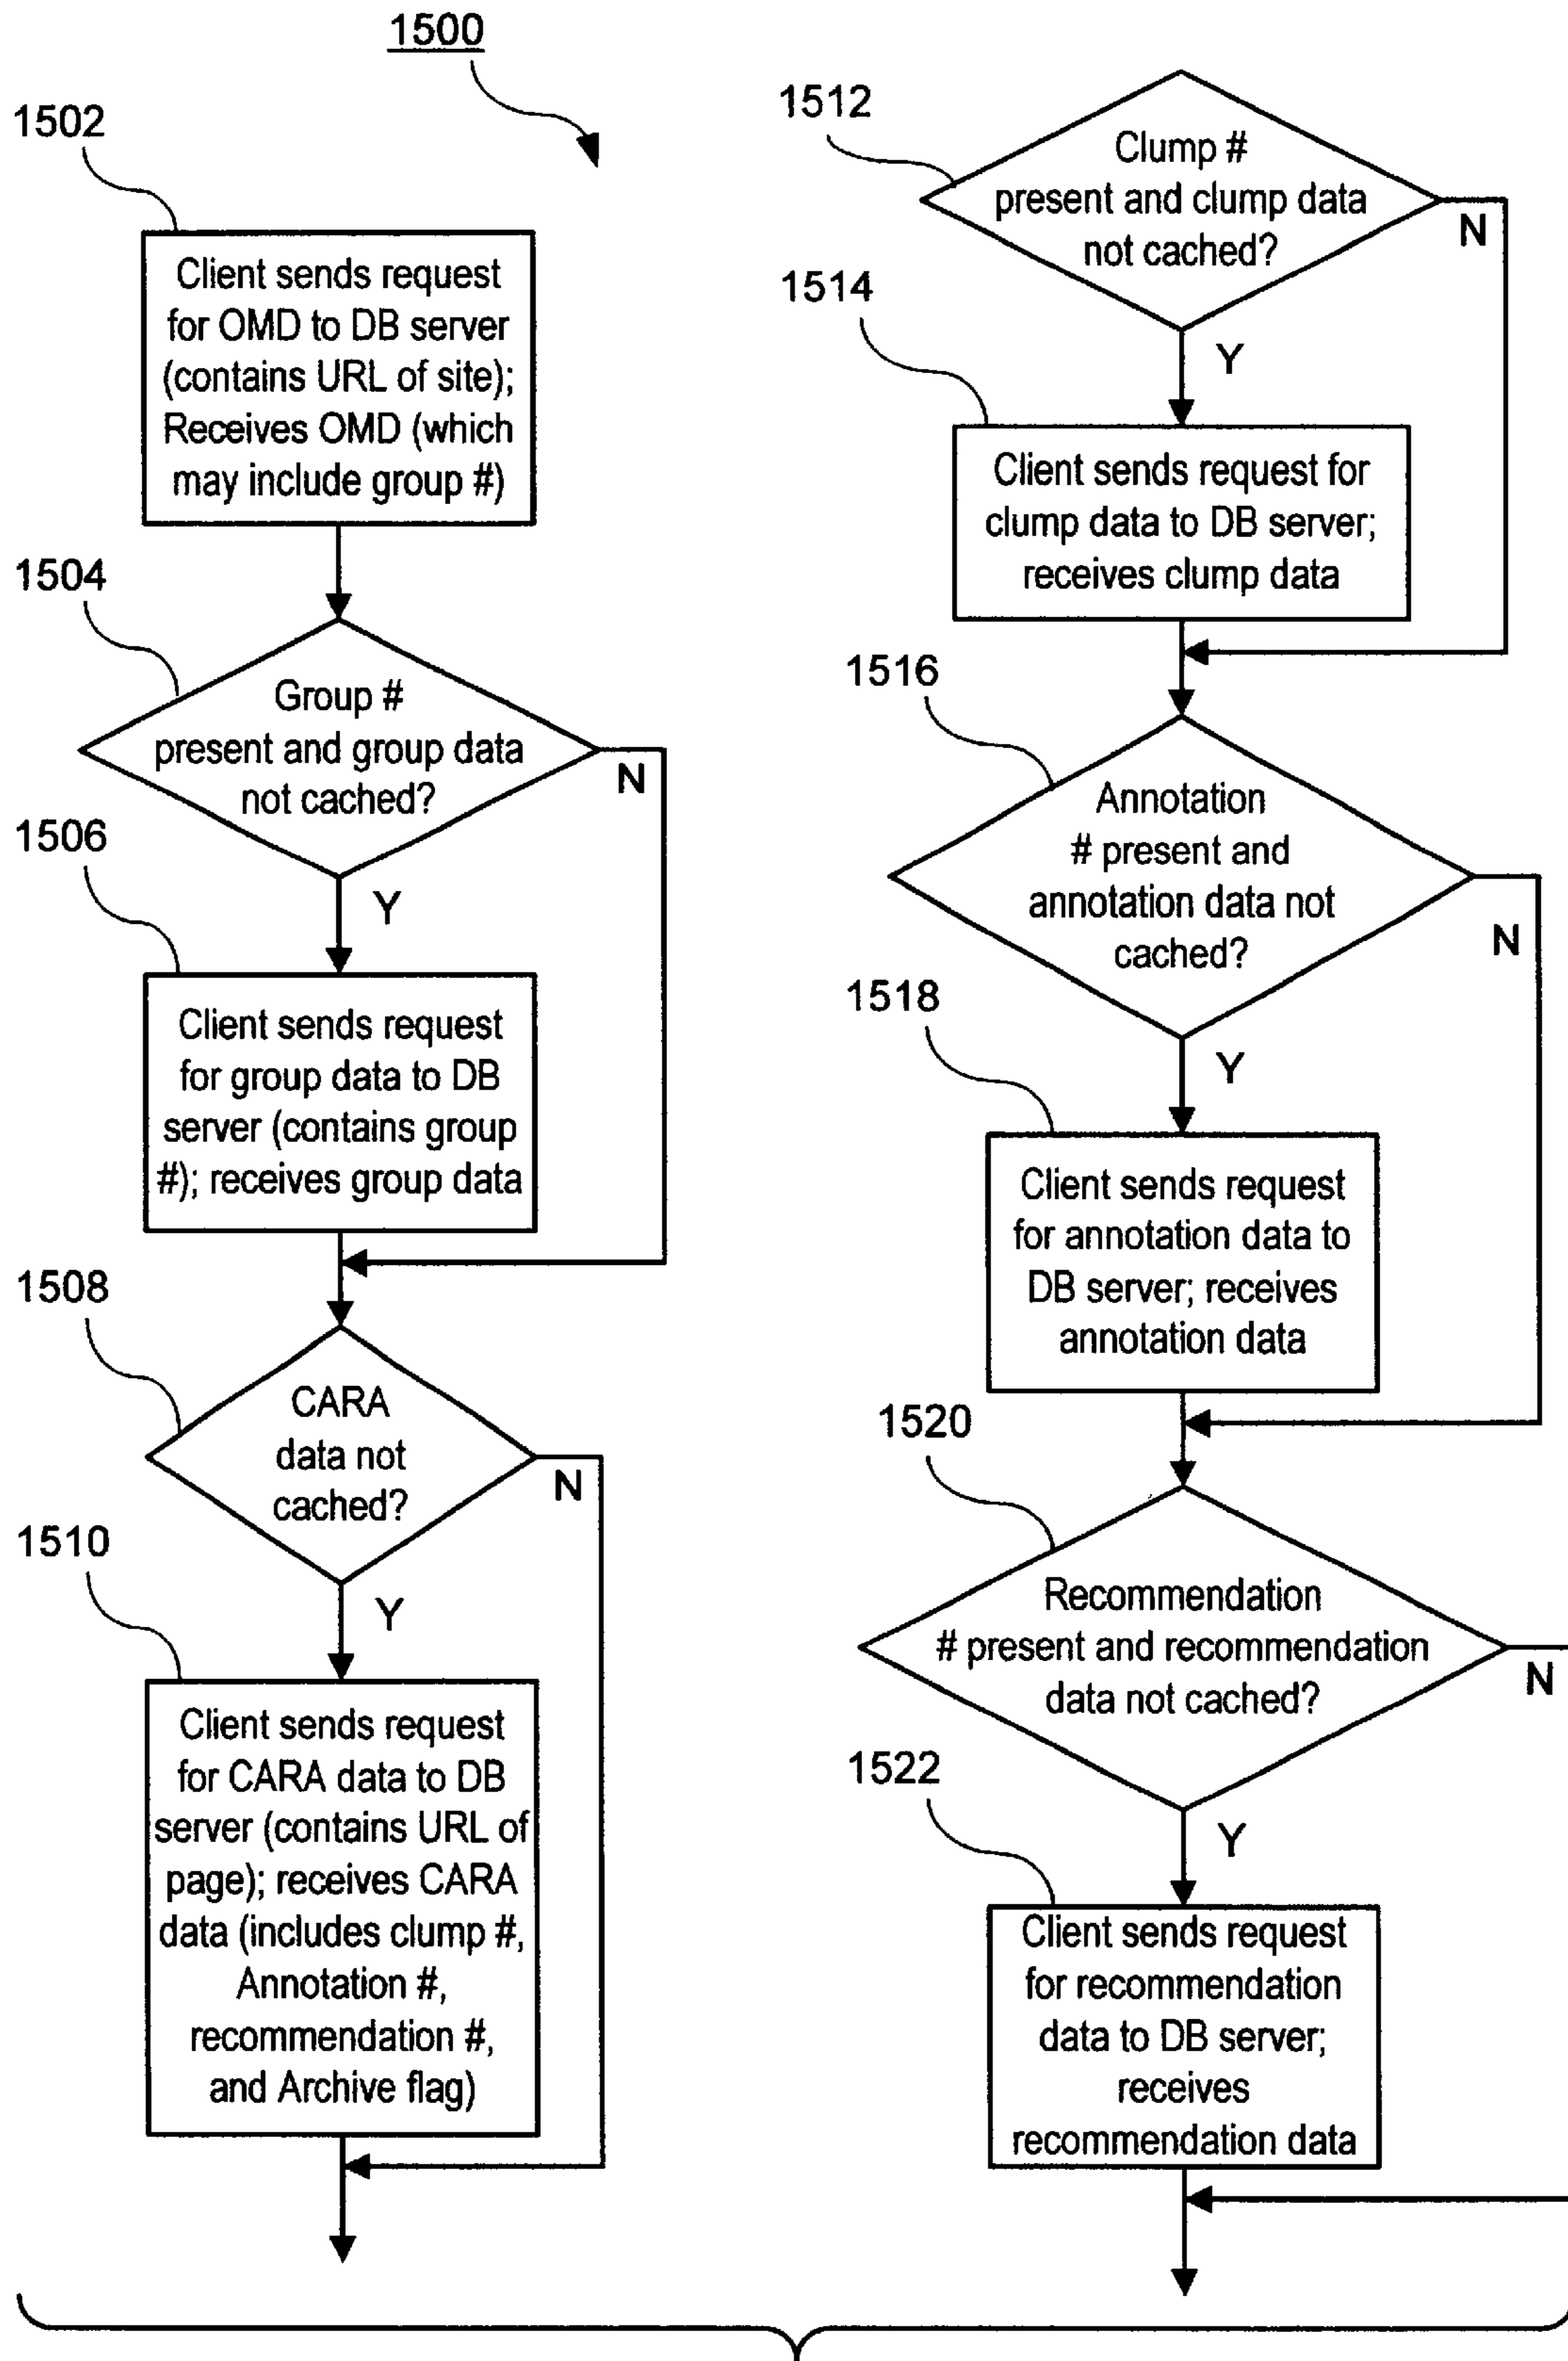 1500
1502
Client sends request
for OMD to DB server
(contains URL of site);
Receives OMD (which
may include group #)
1504
Group #
present and group data
not cached?
N
Y
1506
Client sends request
for group data to DB
server (contains group
#); receives group data
1508
CARA
data not
cached?
N
Y
1510
Client sends request
for CARA data to DB
server (contains URL of
page); receives CARA
data (includes clump #,
Annotation #,
recommendation #,
and Archive flag)
1512
Clump #
present and clump data
not cached?
N
Y
1514
Client sends request for
clump data to DB server;
receives clump data
1516
Annotation
# present and
annotation data not
cached?
N
Y
1518
Client sends request
for annotation data to
DB server; receives
annotation data
1520
Recommendation
# present and recommendation
data not cached?
N
Y
1522
Client sends request
for recommendation
data to DB server;
receives
recommendation data